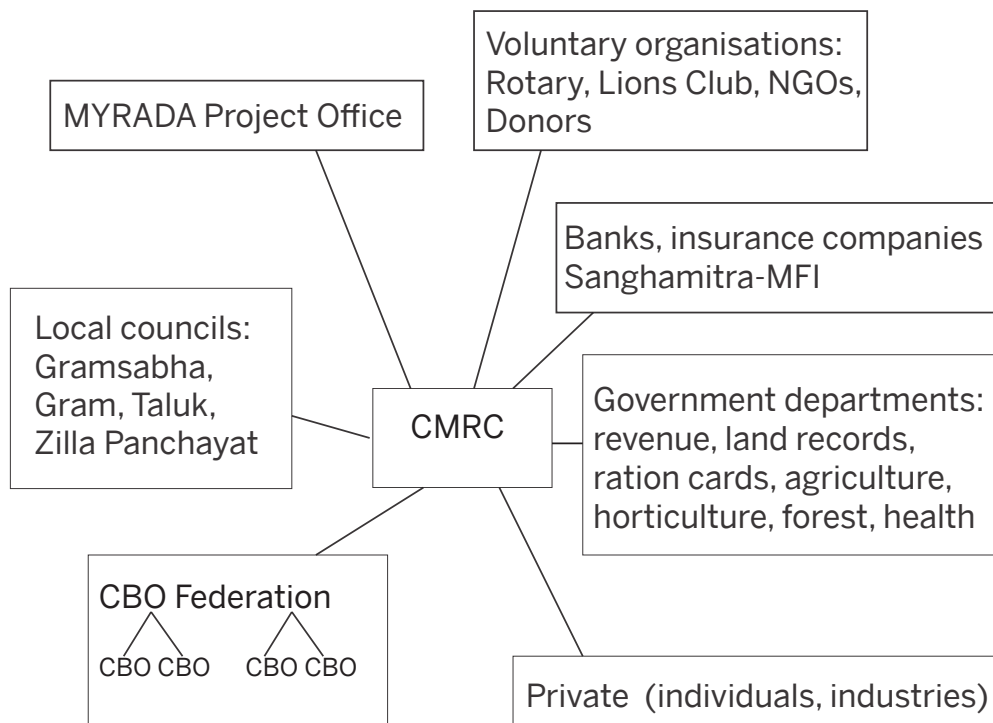 Voluntary organisations:
Rotary, Lions Club, NGOs,
Donors
MYRADA Project Office
Banks, insurance companies
Sanghamitra-MFI
Local councils:
Gramsabha,
Gram, Taluk,
Zilla Panchayat
CMRC
Government departments:
revenue, land records,
ration cards, agriculture,
horticulture, forest, health
CBO Federation
CBO CBO CBO CBO
Private (individuals, industries)